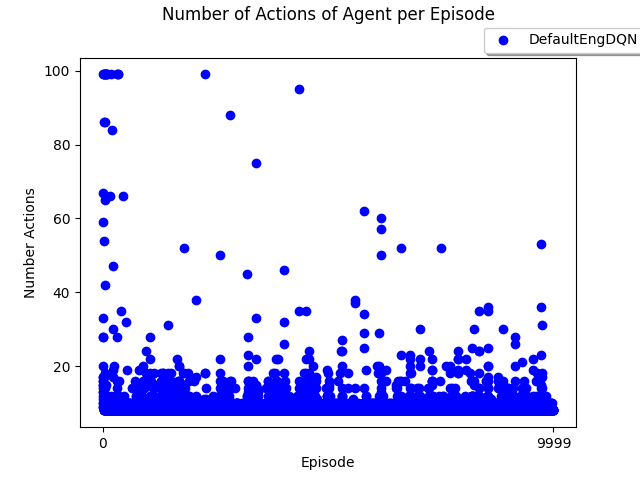 Number of Actions of Agent per Episode
DefaultEngDQN
100
80
60
40
20
Number Actions
0
9999
Episode